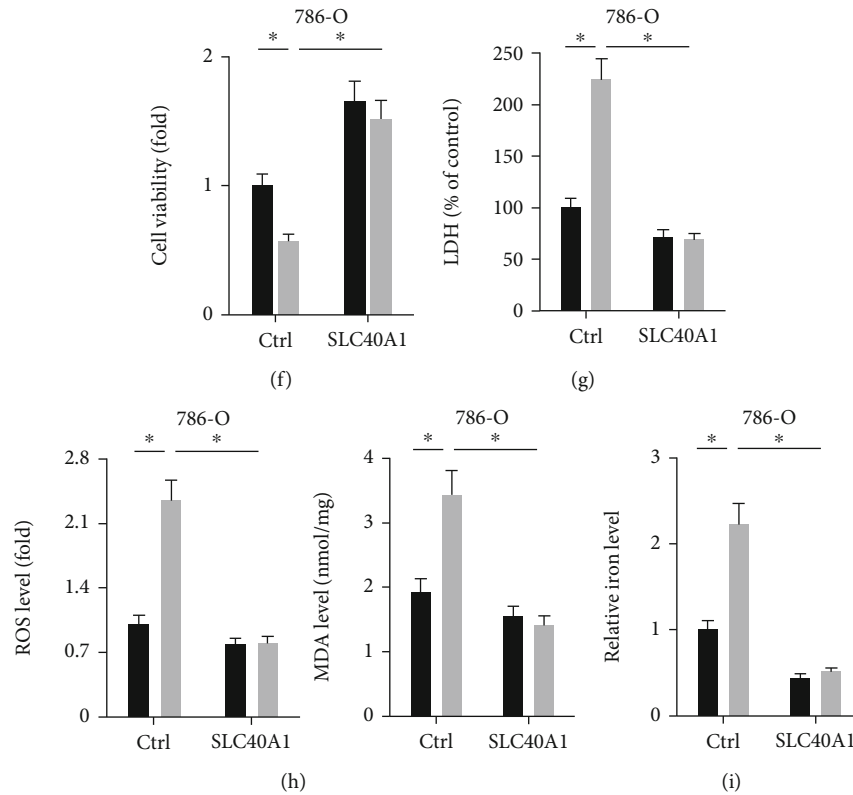 786-O
* *
Cell viability (fold)
2
1
0
Ctrl SLC40A1
(f)
786-O
* *
LDH (% of control)
250
200
150
100
50
0
Ctrl SLC40A1
(g)
786-O
* *
ROS level (fold)
2.8
2.1
1.4
0.7
0
Ctrl SLC40A1
786-O
* *
MDA level (nmol/mg)
4
3
2
1
0
Ctrl SLC40A1
(h)
786-O
* *
Relative iron level
3
2
1
0
Ctrl SLC40A1
(i)